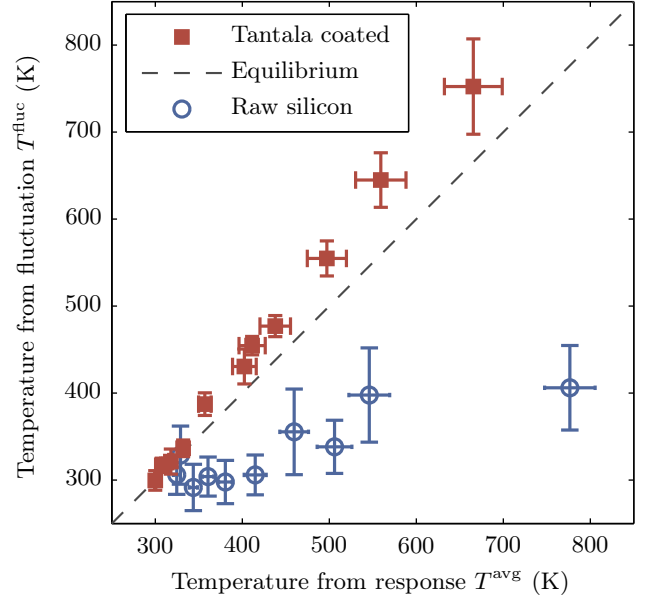 Tantala coated
Equilibrium
Raw silicon
Temperature from fluctuation T^fluc (K)
800
700
600
500
400
300
300 400 500 600 700 800
Temperature from response T^avg (K)